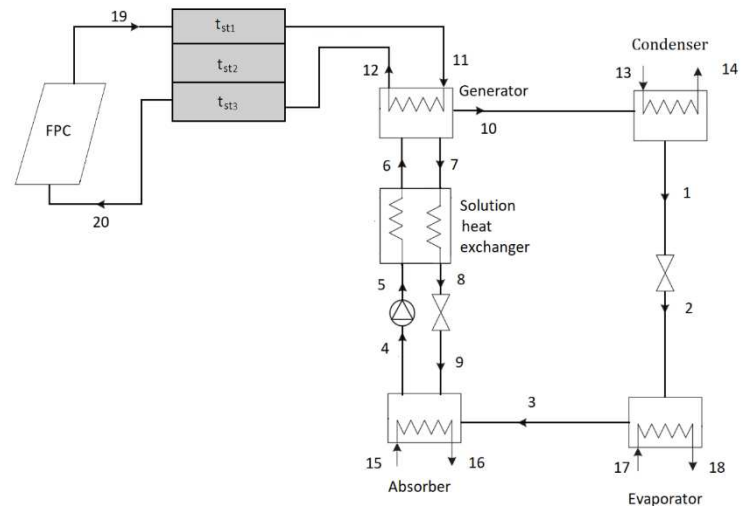 19
t_st1
t_st2
t_st3
FPC
20
11
12
Generator
10
Condenser
13
14
6
7
1
Solution
heat
exchanger
5
8
2
4
9
3
15
16
Absorber
17
18
Evaporator